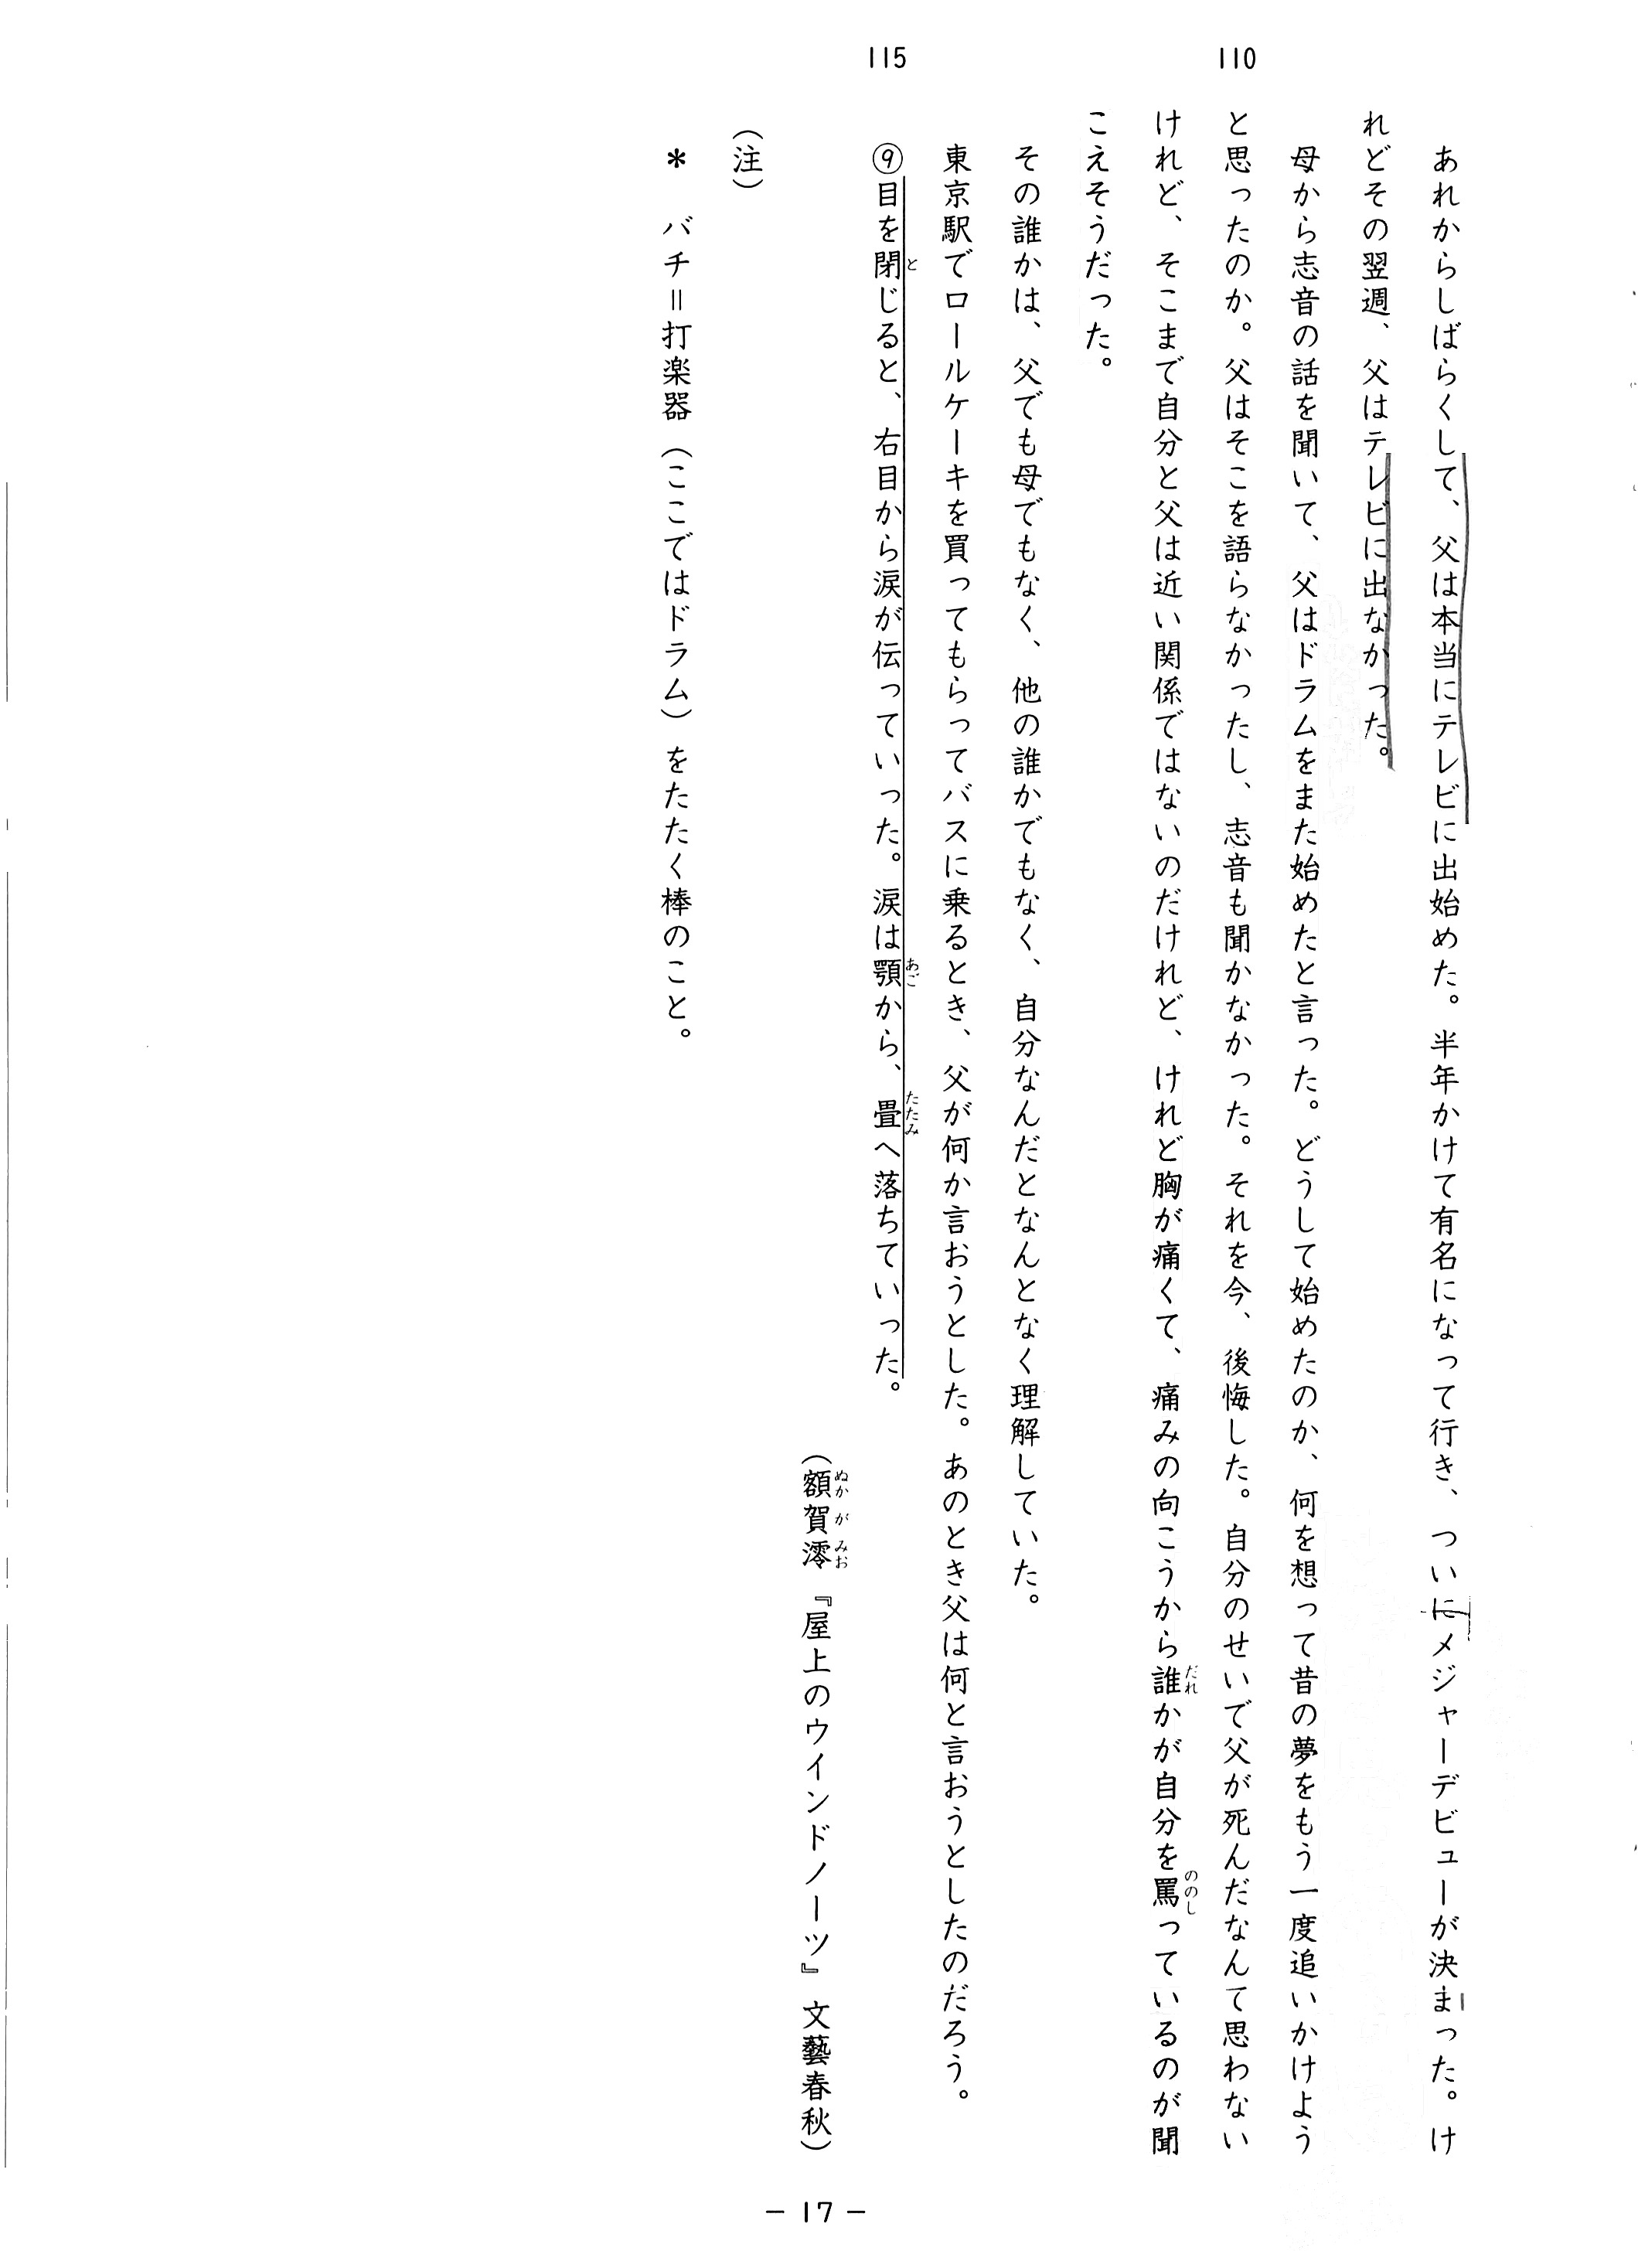 あれからしばらくして、父は本当にテレビに出始めた。半年かけて有名になって行き、ついにメジャーデビューが決まった。け
れどその翌週、父はテレビに出なかった。
母から志音の話を聞いて、父はドラムをまた始めたと言った。どうして始めたのか、何を想って昔の夢をもう一度追いかけよう
110
と思ったのか。父はそこを語らなかったし、志音も聞かなかった。それを今、後悔した。自分のせいで父が死んだなんて思わない
けれど、そこまで自分と父は近い関係ではないのだけれど、けれど胸が痛くて、痛みの向こうから誰かが自分を罵っているのが聞
だれ
ののし
こえそうだった。
その誰かは、父でも母でもなく、他の誰かでもなく、自分なんだとなんとなく理解していた。
東京駅でロールケーキを買ってもらってバスに乗るとき、父が何か言おうとした。あのとき父は何と言おうとしたのだろう。
115
⑨目を閉じると、右目から涙が伝っていった。涙は顎から、畳へ落ちていった。
と
あご
たたみ
（額賀澪『屋上のウインドノーツ』文藝春秋）
ぬかが みお
（注）
＊　バチ＝打楽器（ここではドラム）をたたく棒のこと。
－17－